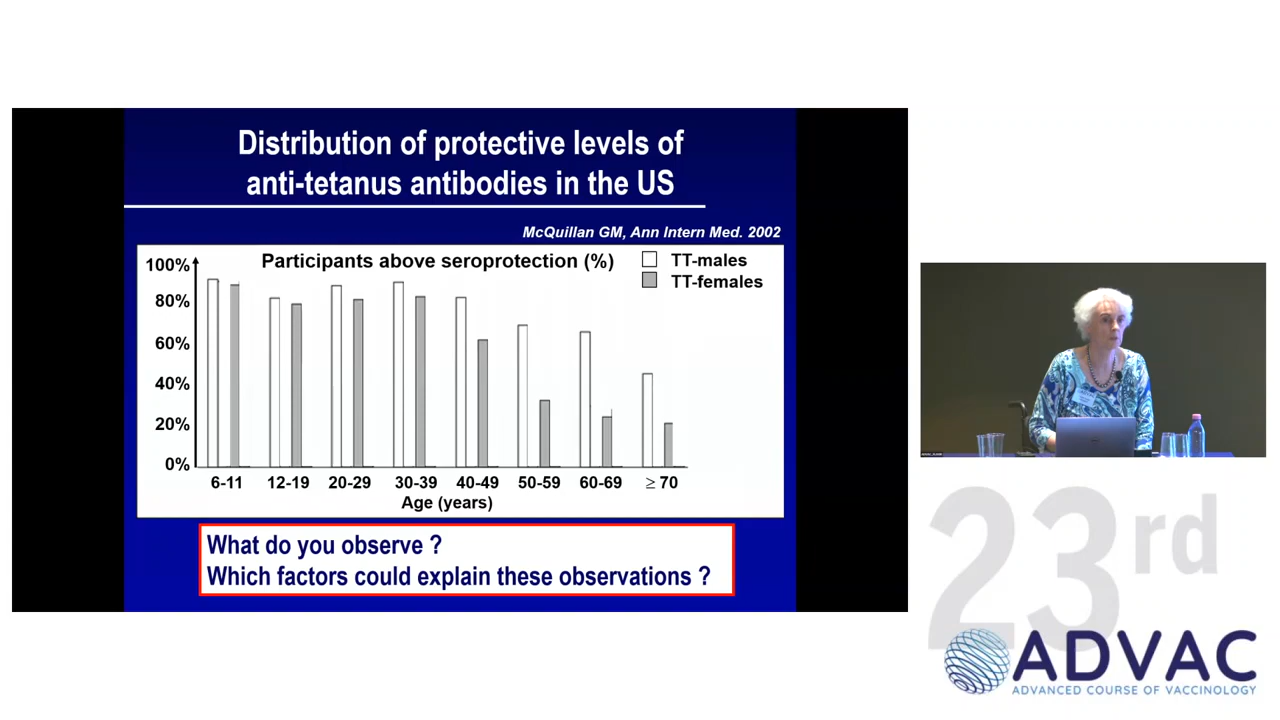 Distribution of protective levels of
anti-tetanus antibodies in the US
McQuillan GM, Ann Intern Med. 2002
Participants above seroprotection (%)
TT-males
TT-females
100%
80%
60%
40%
20%
0%
6-11 12-19 20-29 30-39 40-49 50-59 60-69 ≥ 70
Age (years)
What do you observe ?
Which factors could explain these observations ?
23rd
ADVAC
ADVANCED COURSE OF VACCINOLOGY